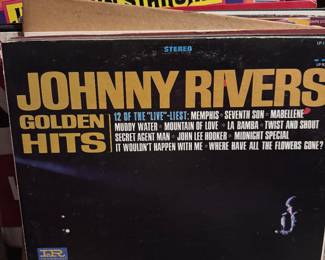 STEREO
JOHNNY RIVERS
GOLDEN
HITS
12 OF THE "LIVE"-LIEST: MEMPHIS • SEVENTH SON • MABELLENE
MUDDY WATER • MOUNTAIN OF LOVE • LA BAMBA • TWIST AND SHOUT
SECRET AGENT MAN • JOHN LEE HOOKER • MIDNIGHT SPECIAL
IT WOULDN'T HAPPEN WITH ME • WHERE HAVE ALL THE FLOWERS GONE?